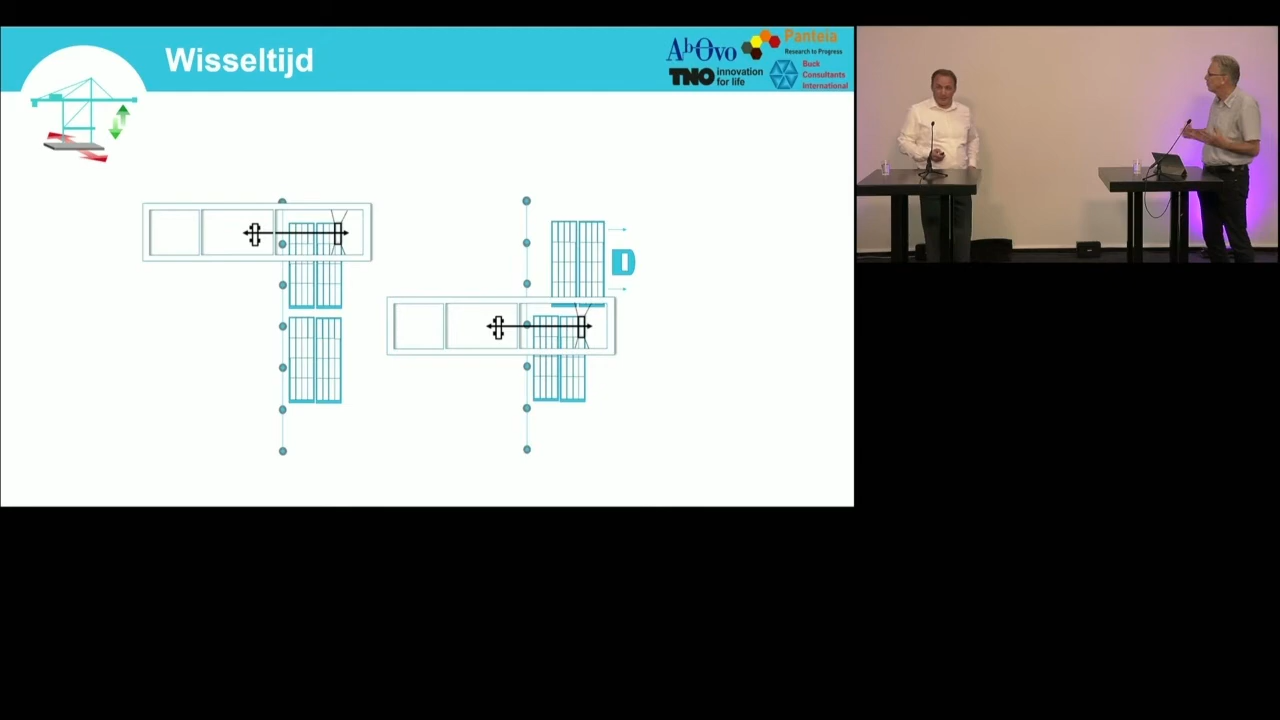 Wisseltijd
AbOvo
Panteia
Research to Progress
TNO innovation
for life
Buck
Consultants
International